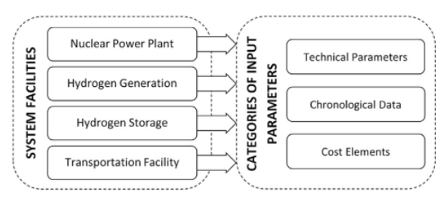 SYSTEM FACILITIES
Nuclear Power Plant
Hydrogen Generation
Hydrogen Storage
Transportation Facility
CATEGORIES OF INPUT
PARAMETERS
Technical Parameters
Chronological Data
Cost Elements